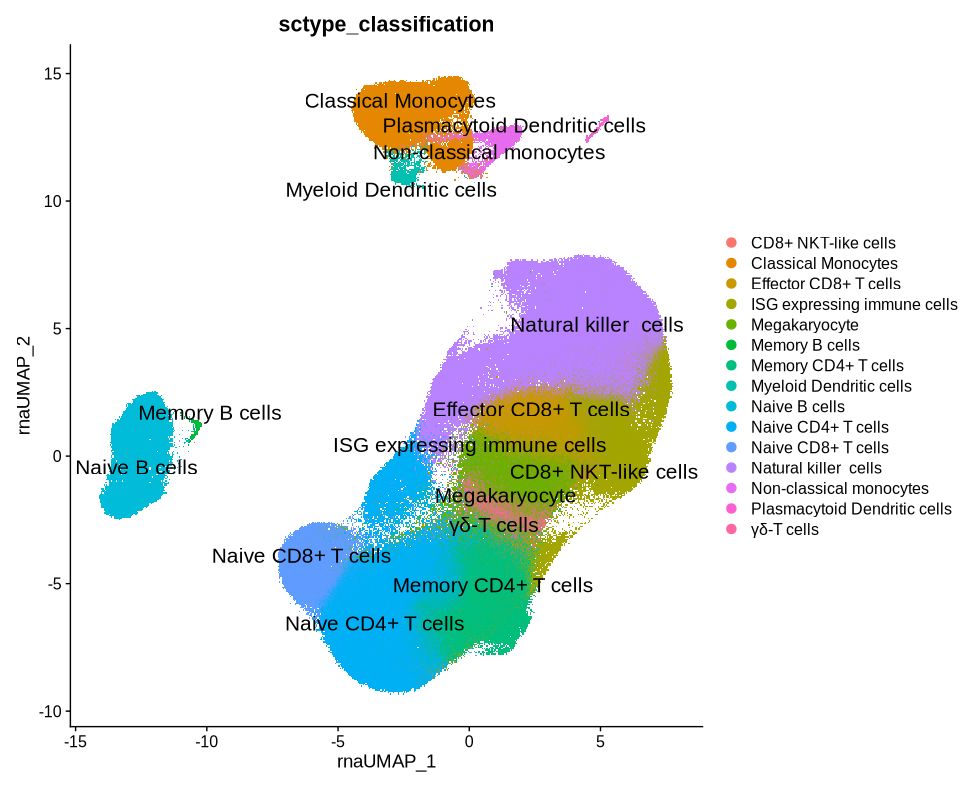 sctype_classification
15
10
5
0
-5
-10
rnaUMAP_2
-15
-10
-5
0
5
rnaUMAP_1
Classical Monocytes
Plasmacytoid Dendritic cells
Non-classical monocytes
Myeloid Dendritic cells
Natural killer  cells
Effector CD8+ T cells
Memory B cells
ISG expressing immune cells
Naive B cells
CD8+ NKT-like cells
Megakaryocyte
γδ-T cells
Naive CD8+ T cells
Memory CD4+ T cells
Naive CD4+ T cells
CD8+ NKT-like cells
Classical Monocytes
Effector CD8+ T cells
ISG expressing immune cells
Megakaryocyte
Memory B cells
Memory CD4+ T cells
Myeloid Dendritic cells
Naive B cells
Naive CD4+ T cells
Naive CD8+ T cells
Natural killer  cells
Non-classical monocytes
Plasmacytoid Dendritic cells
γδ-T cells